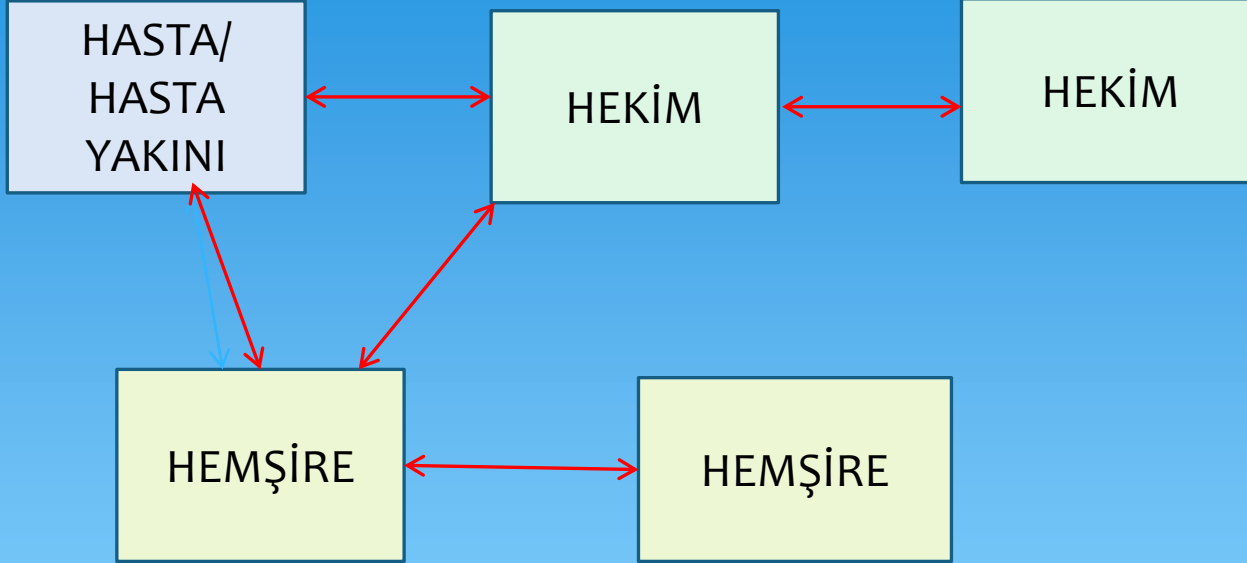 HASTA/
HASTA
YAKINI
HEKİM
HEKİM
HEMŞİRE
HEMŞİRE